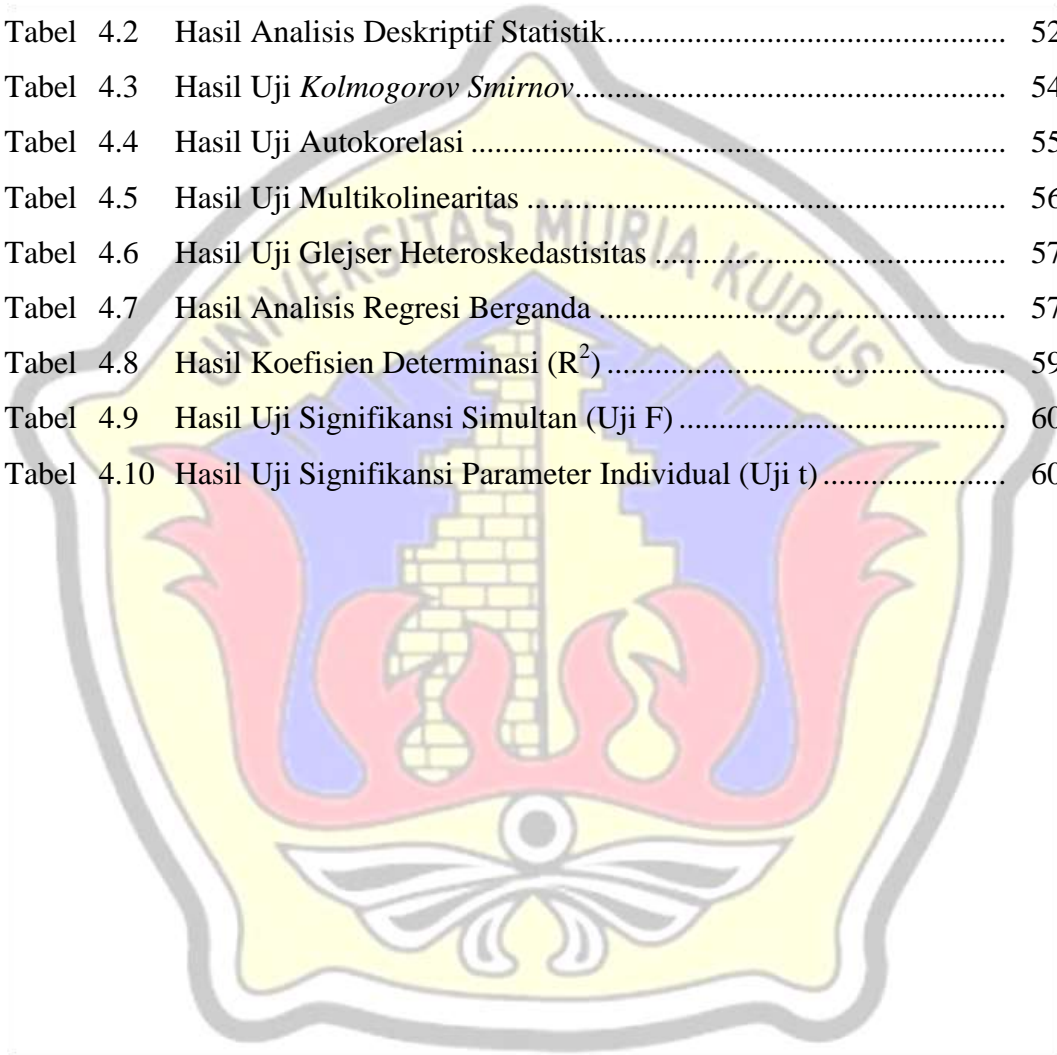 Tabel 4.2 Hasil Analisis Deskriptif Statistik.......................................... 52
Tabel 4.3 Hasil Uji Kolmogorov Smirnov............................................. 54
Tabel 4.4 Hasil Uji Autokorelasi ......................................................... 55
Tabel 4.5 Hasil Uji Multikolinearitas .................................................. 56
Tabel 4.6 Hasil Uji Glejser Heteroskedastisitas ..................................... 57
Tabel 4.7 Hasil Analisis Regresi Berganda ........................................... 57
Tabel 4.8 Hasil Koefisien Determinasi (R²) .......................................... 59
Tabel 4.9 Hasil Uji Signifikansi Simultan (Uji F) .................................. 60
Tabel 4.10 Hasil Uji Signifikansi Parameter Individual (Uji t)................... 60
UNIVERSITAS MURIA KUDUS